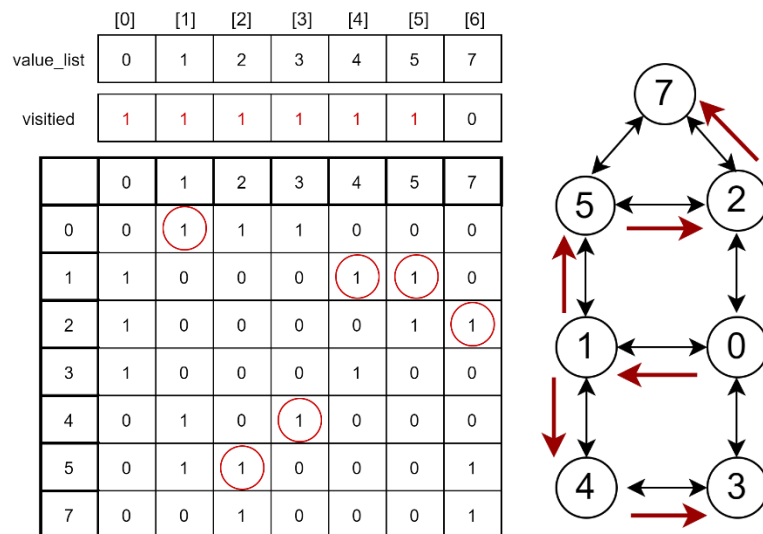 [0] [1] [2] [3] [4] [5] [6]
value_list 0 1 2 3 4 5 7
visitied 1 1 1 1 1 1 0
0 1 2 3 4 5 7
0 0 1 1 1 0 0 0
1 1 0 0 0 1 1 0
2 1 0 0 0 0 1 1
3 1 0 0 0 1 0 0
4 0 1 0 1 0 0 0
5 0 1 1 0 0 0 1
7 0 0 1 0 0 0 1
7
5 2
1 0
4 3